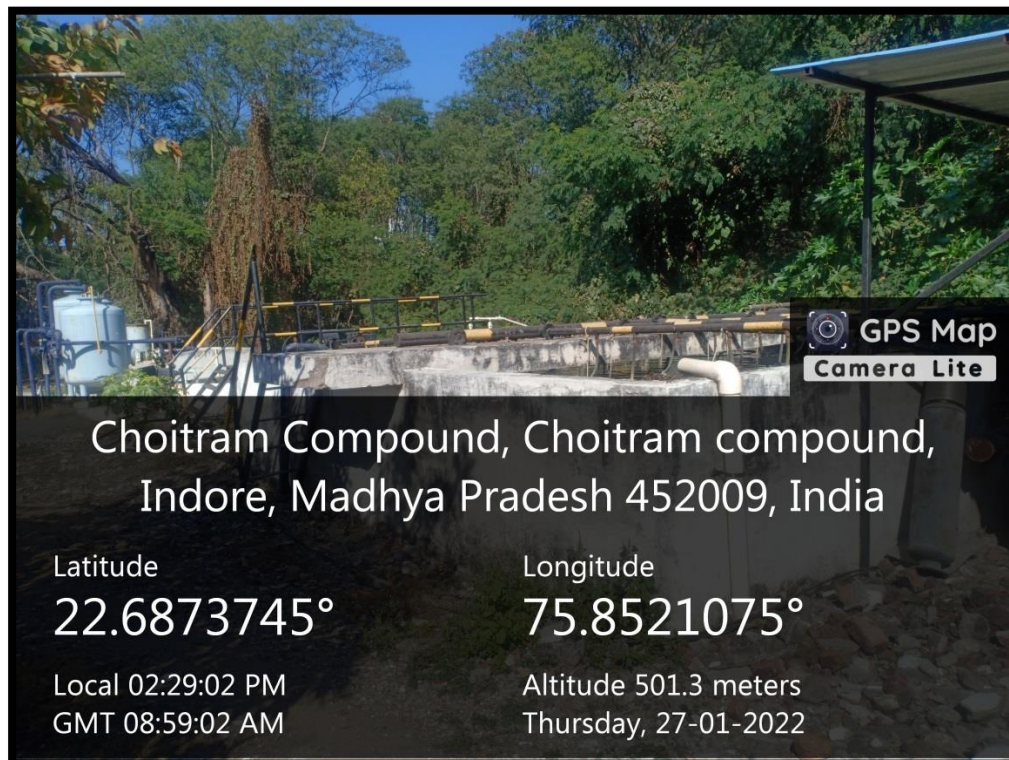 GPS Map
Camera Lite
Choitram Compound, Choitram compound,
Indore, Madhya Pradesh 452009, India
Latitude
22.6873745°
Longitude
75.8521075°
Local 02:29:02 PM
GMT 08:59:02 AM
Altitude 501.3 meters
Thursday, 27-01-2022